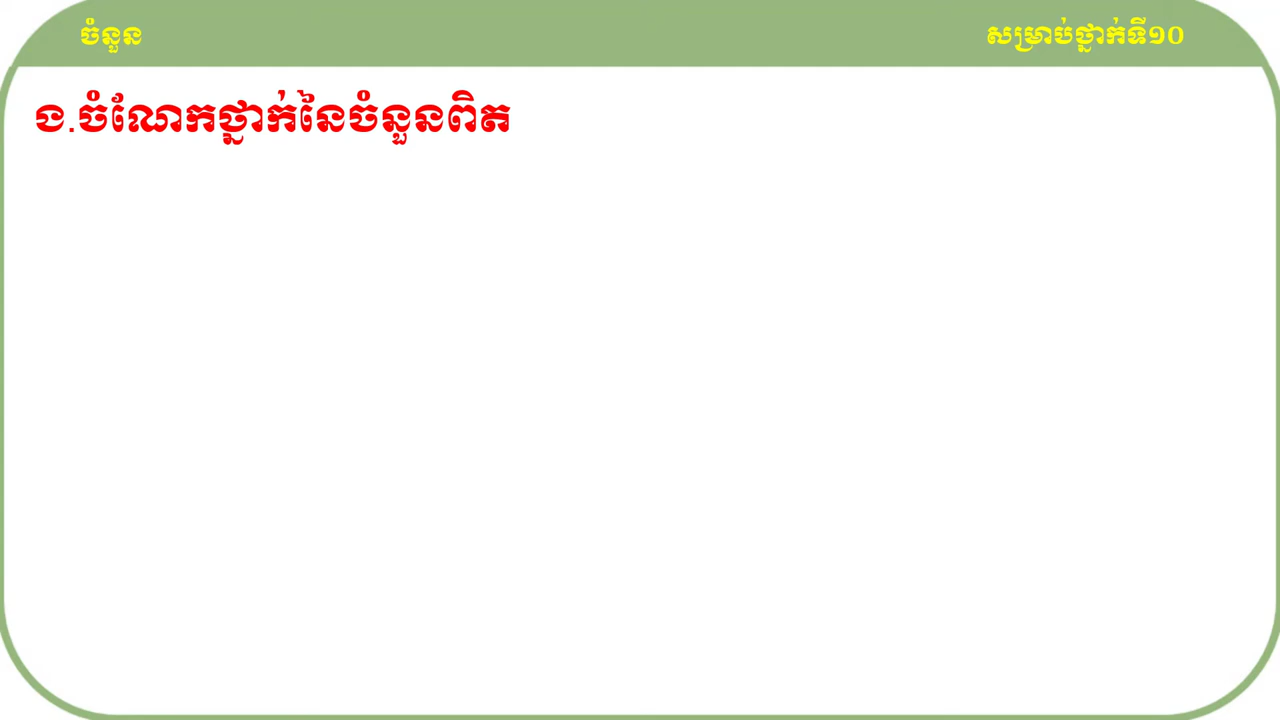 ចំនួន
សម្រាប់ថ្នាក់ទី១០
ង.ចំណែកថ្នាក់នៃចំនួនពិត